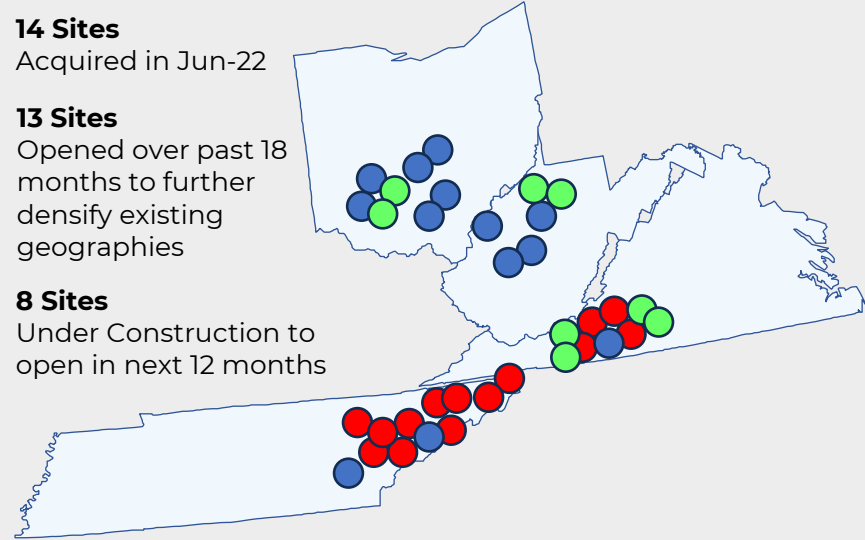 14 Sites
Acquired in Jun-22
13 Sites
Opened over past 18
months to further
densify existing
geographies
8 Sites
Under Construction to
open in next 12 months